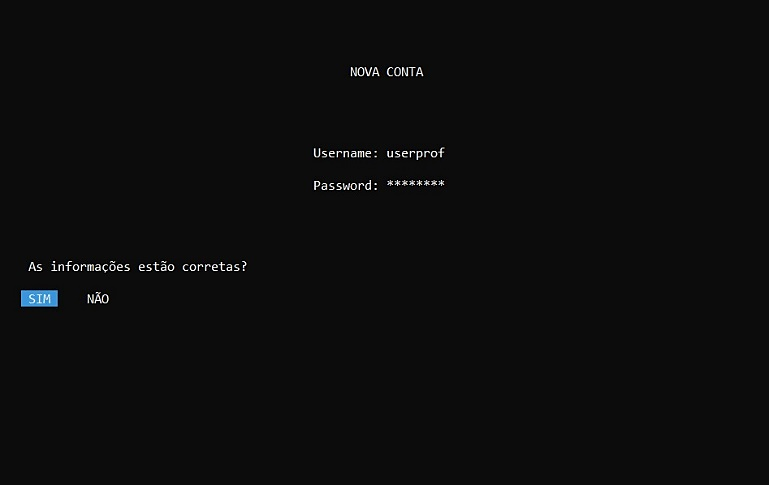 NOVA CONTA
Username: userprof
Password: ********
As informações estão corretas?
SIM NÃO